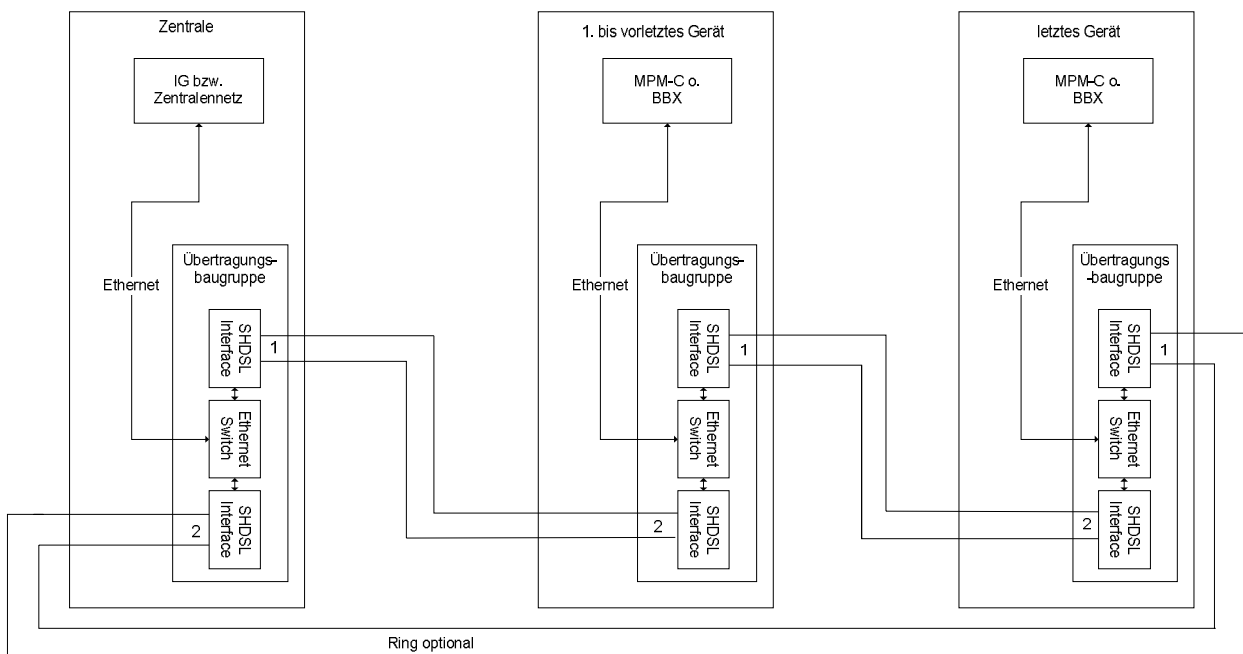 Zentrale
IG bzw.
Zentralennetz
Ethernet
Übertragungs-
baugruppe
SHDSL
Interface
1
Ethernet
Switch
SHDSL
Interface
2
1. bis vorletztes Gerät
MPM-C o.
BBX
Ethernet
Übertragungs-
baugruppe
SHDSL
Interface
1
Ethernet
Switch
SHDSL
Interface
2
letztes Gerät
MPM-C o.
BBX
Ethernet
Übertragungs
-baugruppe
SHDSL
Interface
1
Ethernet
Switch
SHDSL
Interface
2
Ring optional